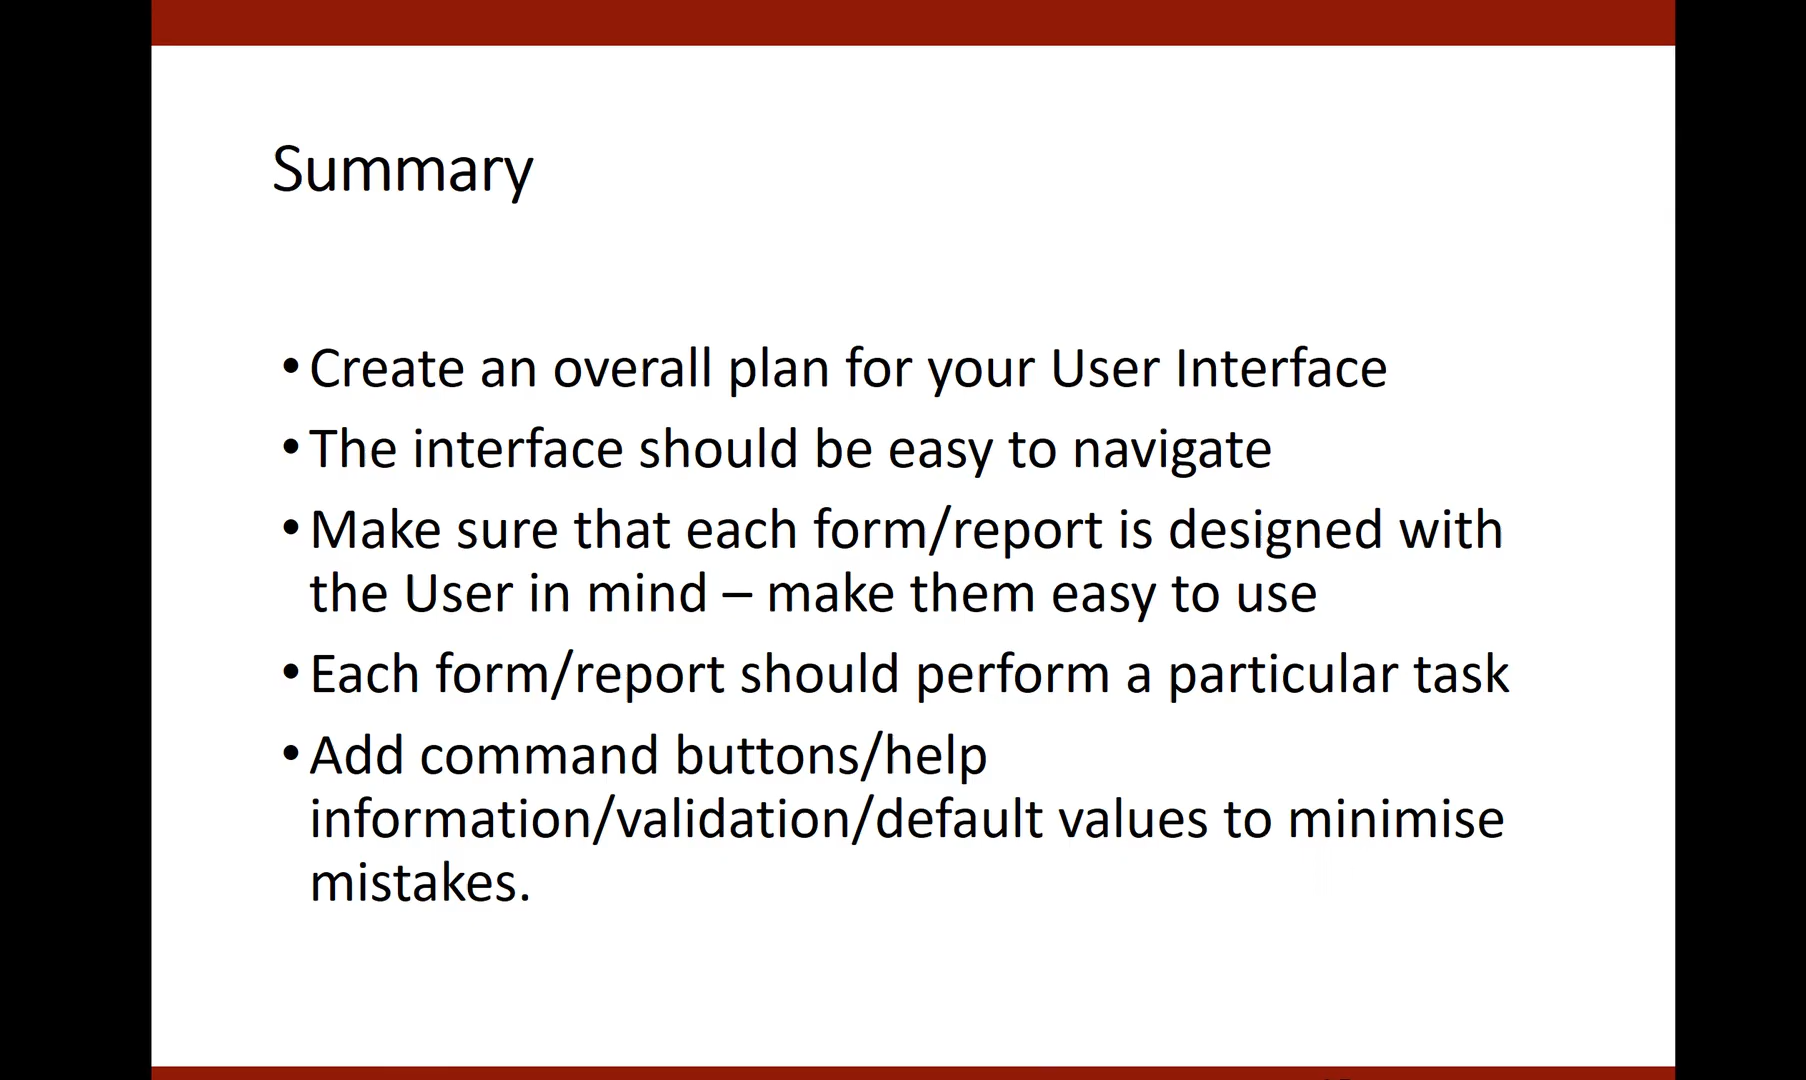 Summary
•Create an overall plan for your User Interface
•The interface should be easy to navigate
•Make sure that each form/report is designed with
the User in mind – make them easy to use
•Each form/report should perform a particular task
•Add command buttons/help
information/validation/default values to minimise
mistakes.